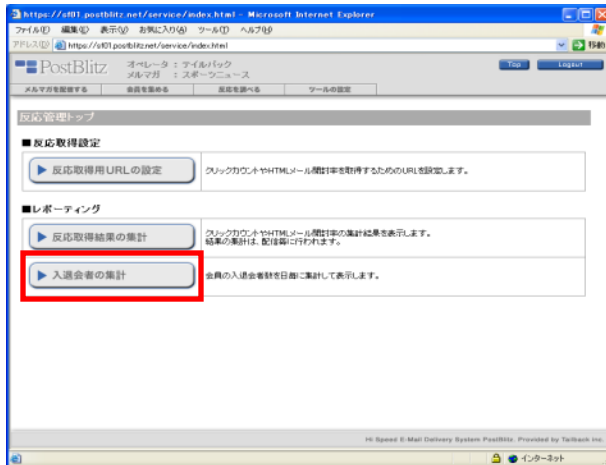 https://sf01.postblitz.net/service/index.html - Microsoft Internet Explorer
ファイル(F) 編集(E) 表示(V) お気に入り(A) ツール(T) ヘルプ(H)
アドレス(D) https://sf01.postblitz.net/service/index.html 移動
PostBlitz オペレータ : テイルバック Top Logout
メルマガ : スポーツニュース
メルマガを配信する 会員を集める 反応を調べる ツールの設定
反応管理トップ
■反応取得設定
反応取得用URLの設定 クリックカウントやHTMLメール開封率を取得するためのURLを設定します。
■レポーティング
反応取得結果の集計 クリックカウントやHTMLメール開封率の集計結果を表示します。
結果の集計は、配信毎に行われます。
入退会者の集計 会員の入退会者数を日毎に集計して表示します。
Hi-Speed E-Mail Delivery System PostBlitz, Provided by Tailback inc.
インターネット